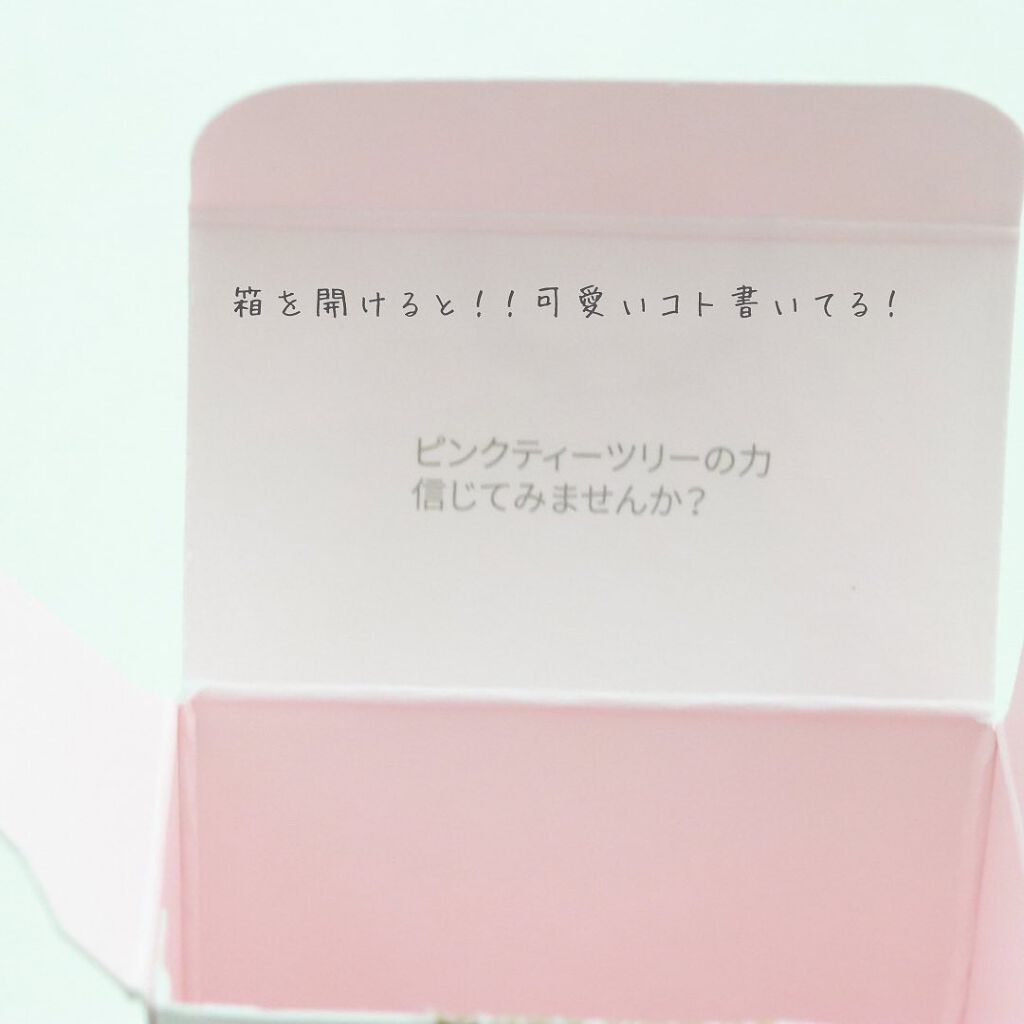 箱を開けると!!可愛いコト書いてる!
ピンクティーツリーの力
信じてみませんか?